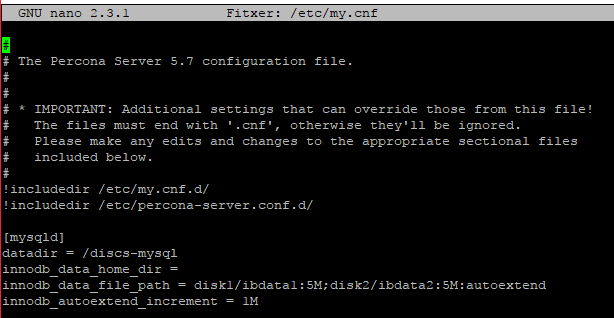 GNU nano 2.3.1 Fitxer: /etc/my.cnf
#
# The Percona Server 5.7 configuration file.
#
#
# * IMPORTANT: Additional settings that can override those from this file!
# The files must end with '.cnf', otherwise they'll be ignored.
# Please make any edits and changes to the appropriate sectional files
# included below.
#
!includedir /etc/my.cnf.d/
!includedir /etc/percona-server.conf.d/
[mysqld]
datadir = /discs-mysql
innodb_data_home_dir =
innodb_data_file_path = disk1/ibdata1:5M;disk2/ibdata2:5M:autoextend
innodb_autoextend_increment = 1M